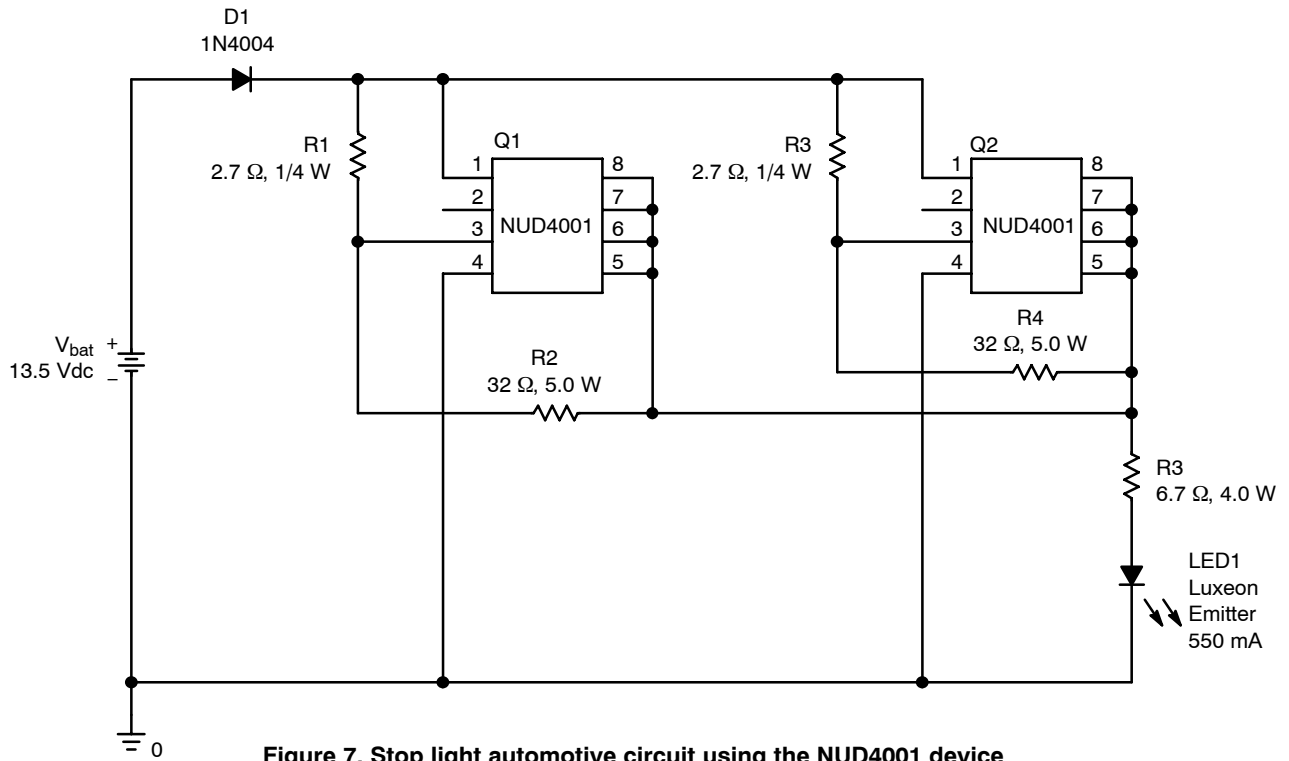 D1
1N4004
R1
2.7 Ω, 1/4 W
Q1
1
2
3
4
NUD4001
8
7
6
5
R3
2.7 Ω, 1/4 W
Q2
1
2
3
4
NUD4001
8
7
6
5
R4
32 Ω, 5.0 W
Vbat
13.5 Vdc
+
−
R2
32 Ω, 5.0 W
R3
6.7 Ω, 4.0 W
LED1
Luxeon
Emitter
550 mA
0
Figure 7. Stop light automotive circuit using the NUD4001 device